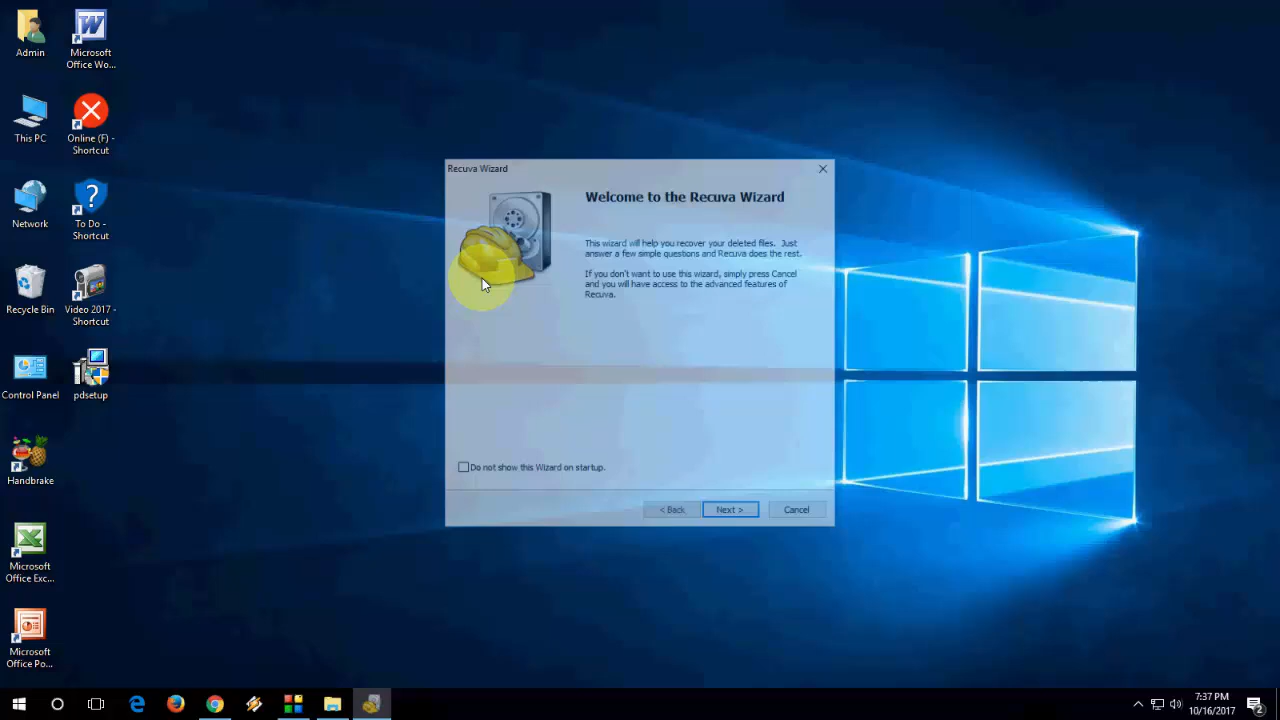 Admin
Microsoft
Office Wo...
This PC
Online (F) -
Shortcut
Network
To Do -
Shortcut
Recycle Bin
Video 2017 -
Shortcut
Control Panel
pdsetup
Handbrake
Microsoft
Office Exc...
Microsoft
Office Po...
Recuva Wizard
Welcome to the Recuva Wizard
This wizard will help you recover your deleted files. Just
answer a few simple questions and Recuva does the rest.
If you don't want to use this wizard, simply press Cancel
and you will have access to the advanced features of
Recuva.
Do not show this Wizard on startup.
< Back
Next >
Cancel
7:37 PM
10/16/2017
2